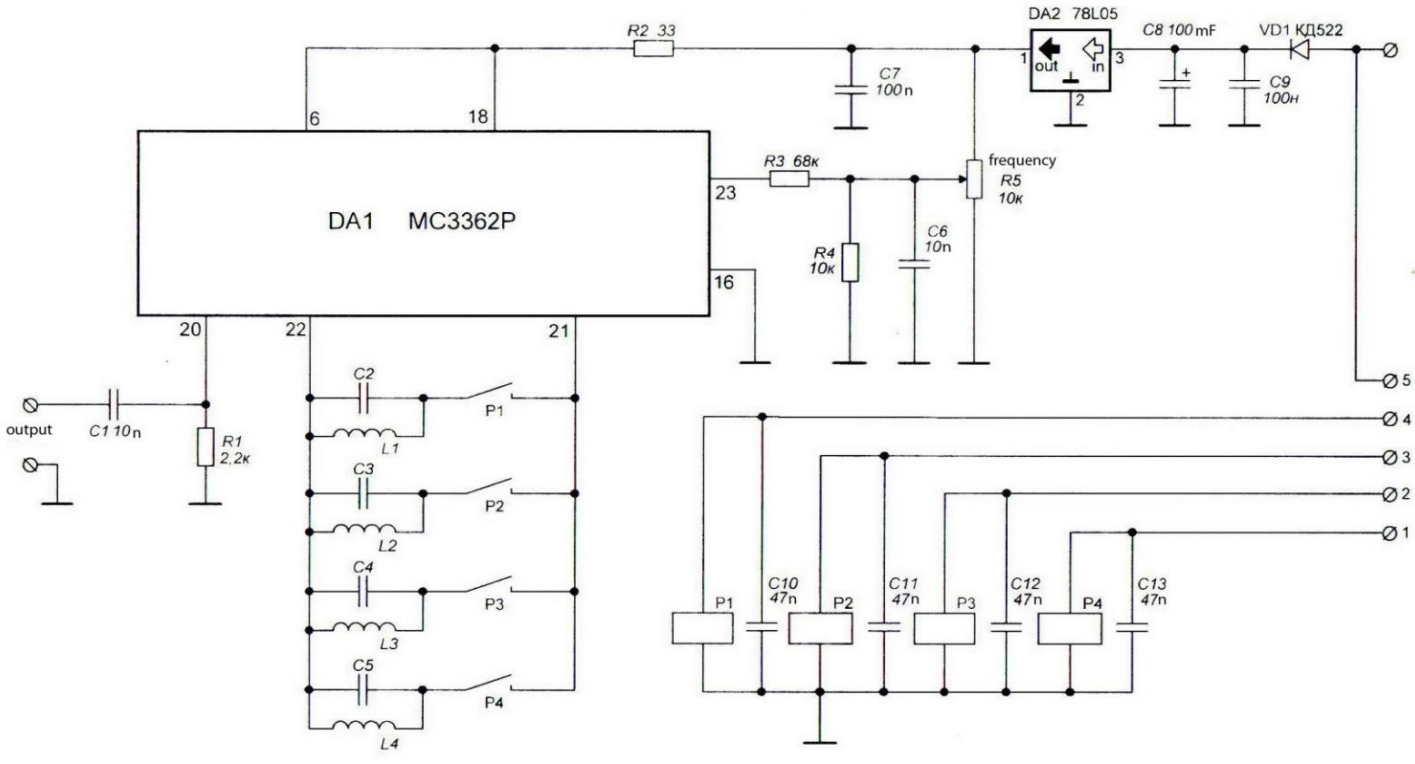 DA2 78L05
R2 33
C8 100 mF
VD1 КД522
1
out
in
3
2
C7
100 n
C9
100н
6
18
DA1 MC3362P
23
R3 68к
frequency
R5
10к
R4
10к
C6
10n
16
20
22
21
output
C1 10 n
R1
2,2к
C2
L1
P1
C3
L2
P2
C4
L3
P3
C5
L4
P4
5
4
3
2
1
P1
C10
47n
P2
C11
47n
P3
C12
47n
P4
C13
47n